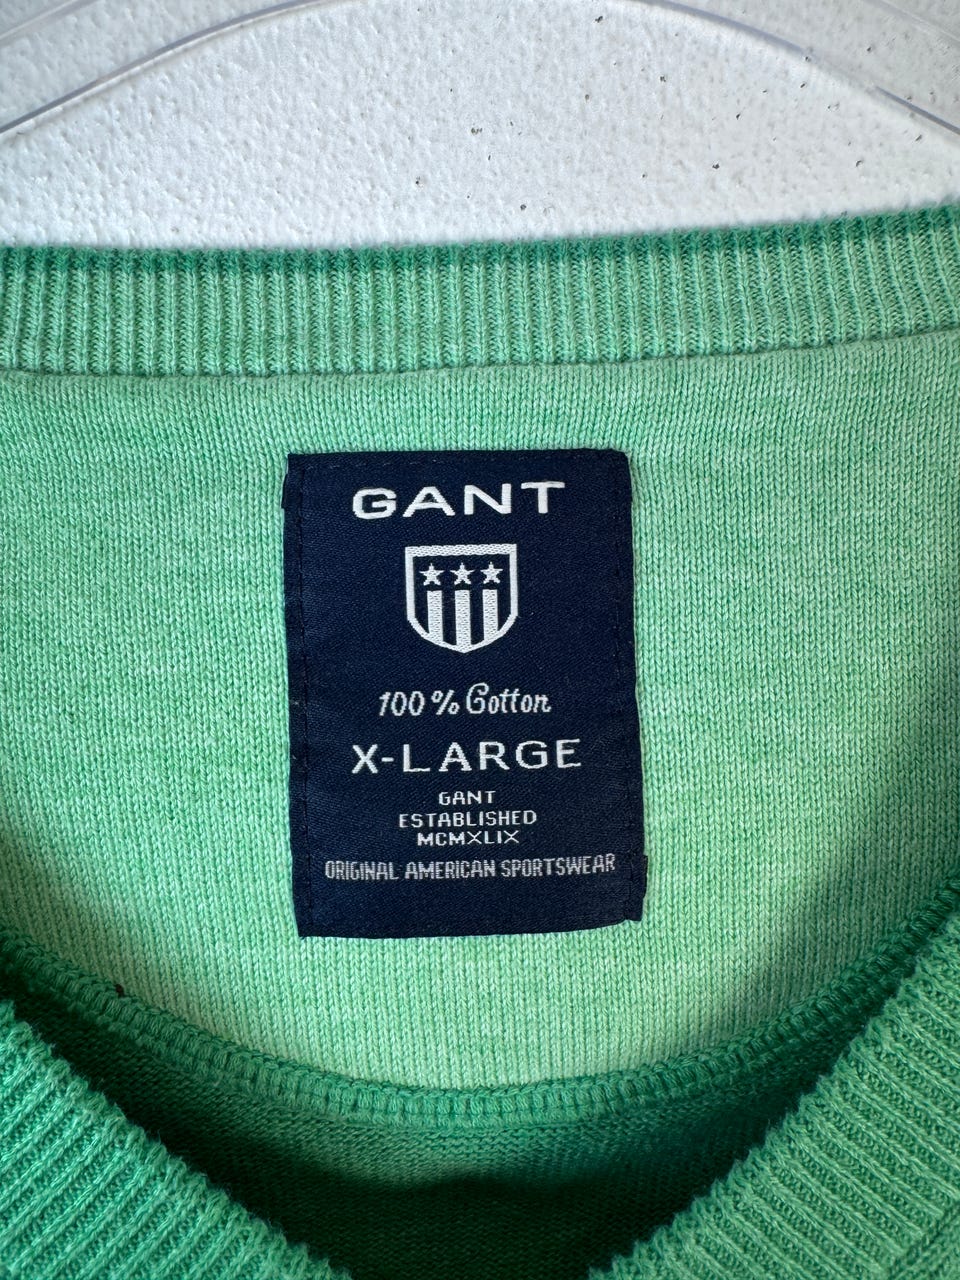 GANT
100% Cotton
X-LARGE
GANT
ESTABLISHED
MCMXLIX
ORIGINAL AMERICAN SPORTSWEAR